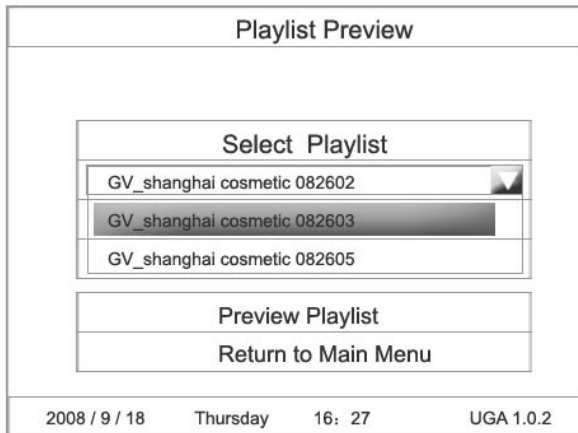 Playlist Preview
Select Playlist
GV_shanghai cosmetic 082602
GV_shanghai cosmetic 082603
GV_shanghai cosmetic 082605
Preview Playlist
Return to Main Menu
2008 / 9 / 18 Thursday 16：27 UGA 1.0.2